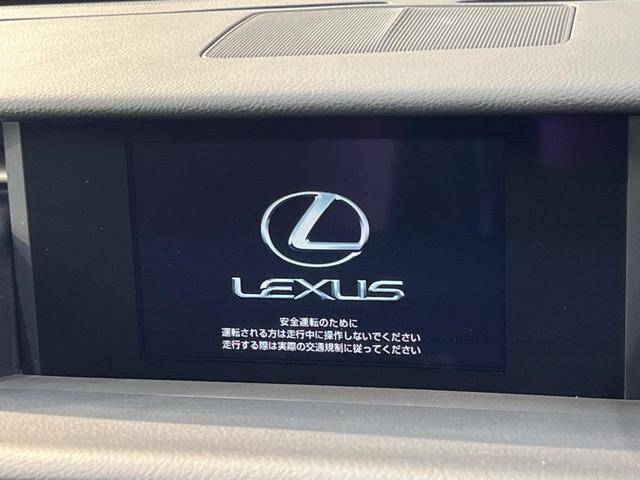 LEXUS
安全運転のために
運転される方は走行中に操作しないでください
走行する際は実際の交通規制に従ってください